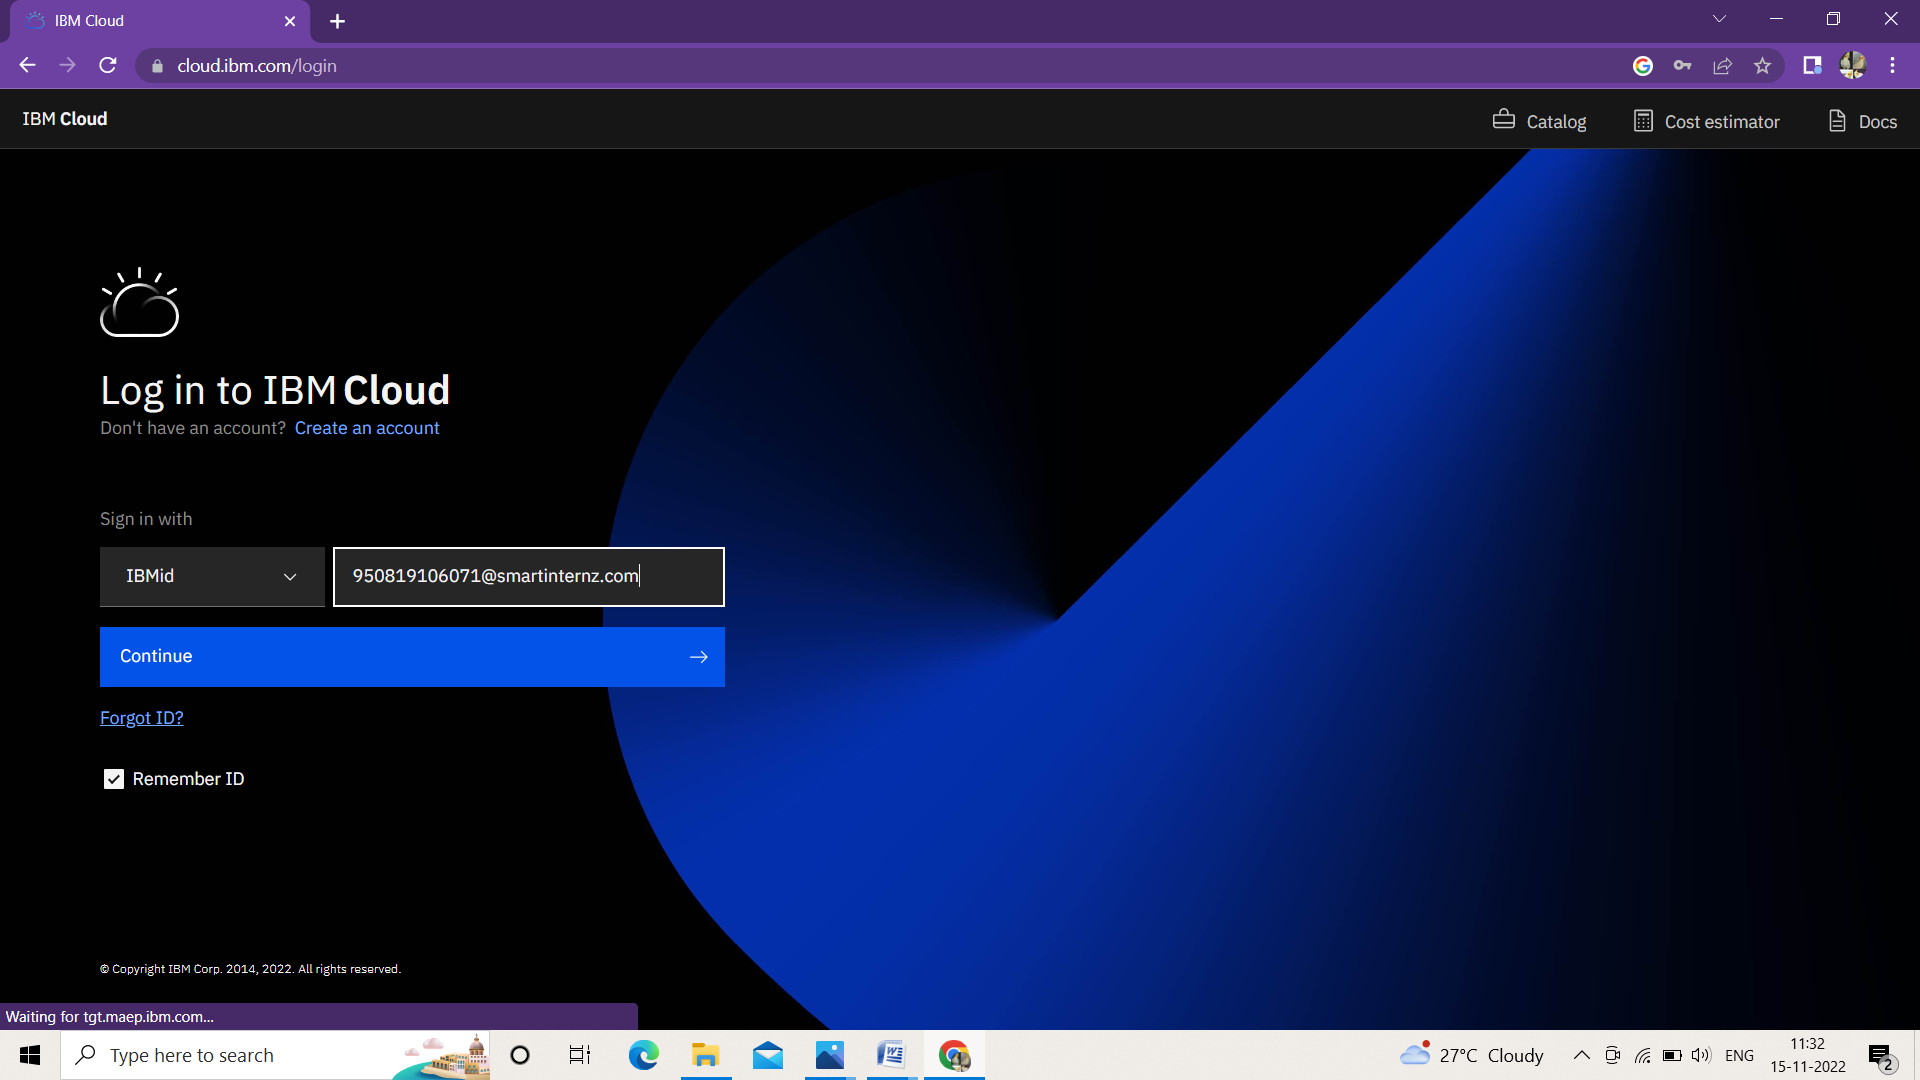 IBM Cloud
cloud.ibm.com/login
IBM Cloud
Catalog
Cost estimator
Docs
Log in to IBM Cloud
Don't have an account? Create an account
Sign in with
IBMid
950819106071@smartinternz.com
Continue
Forgot ID?
Remember ID
© Copyright IBM Corp. 2014, 2022. All rights reserved.
Waiting for tgt.maep.ibm.com...
Type here to search
27°C Cloudy
ENG
11:32
15-11-2022
2